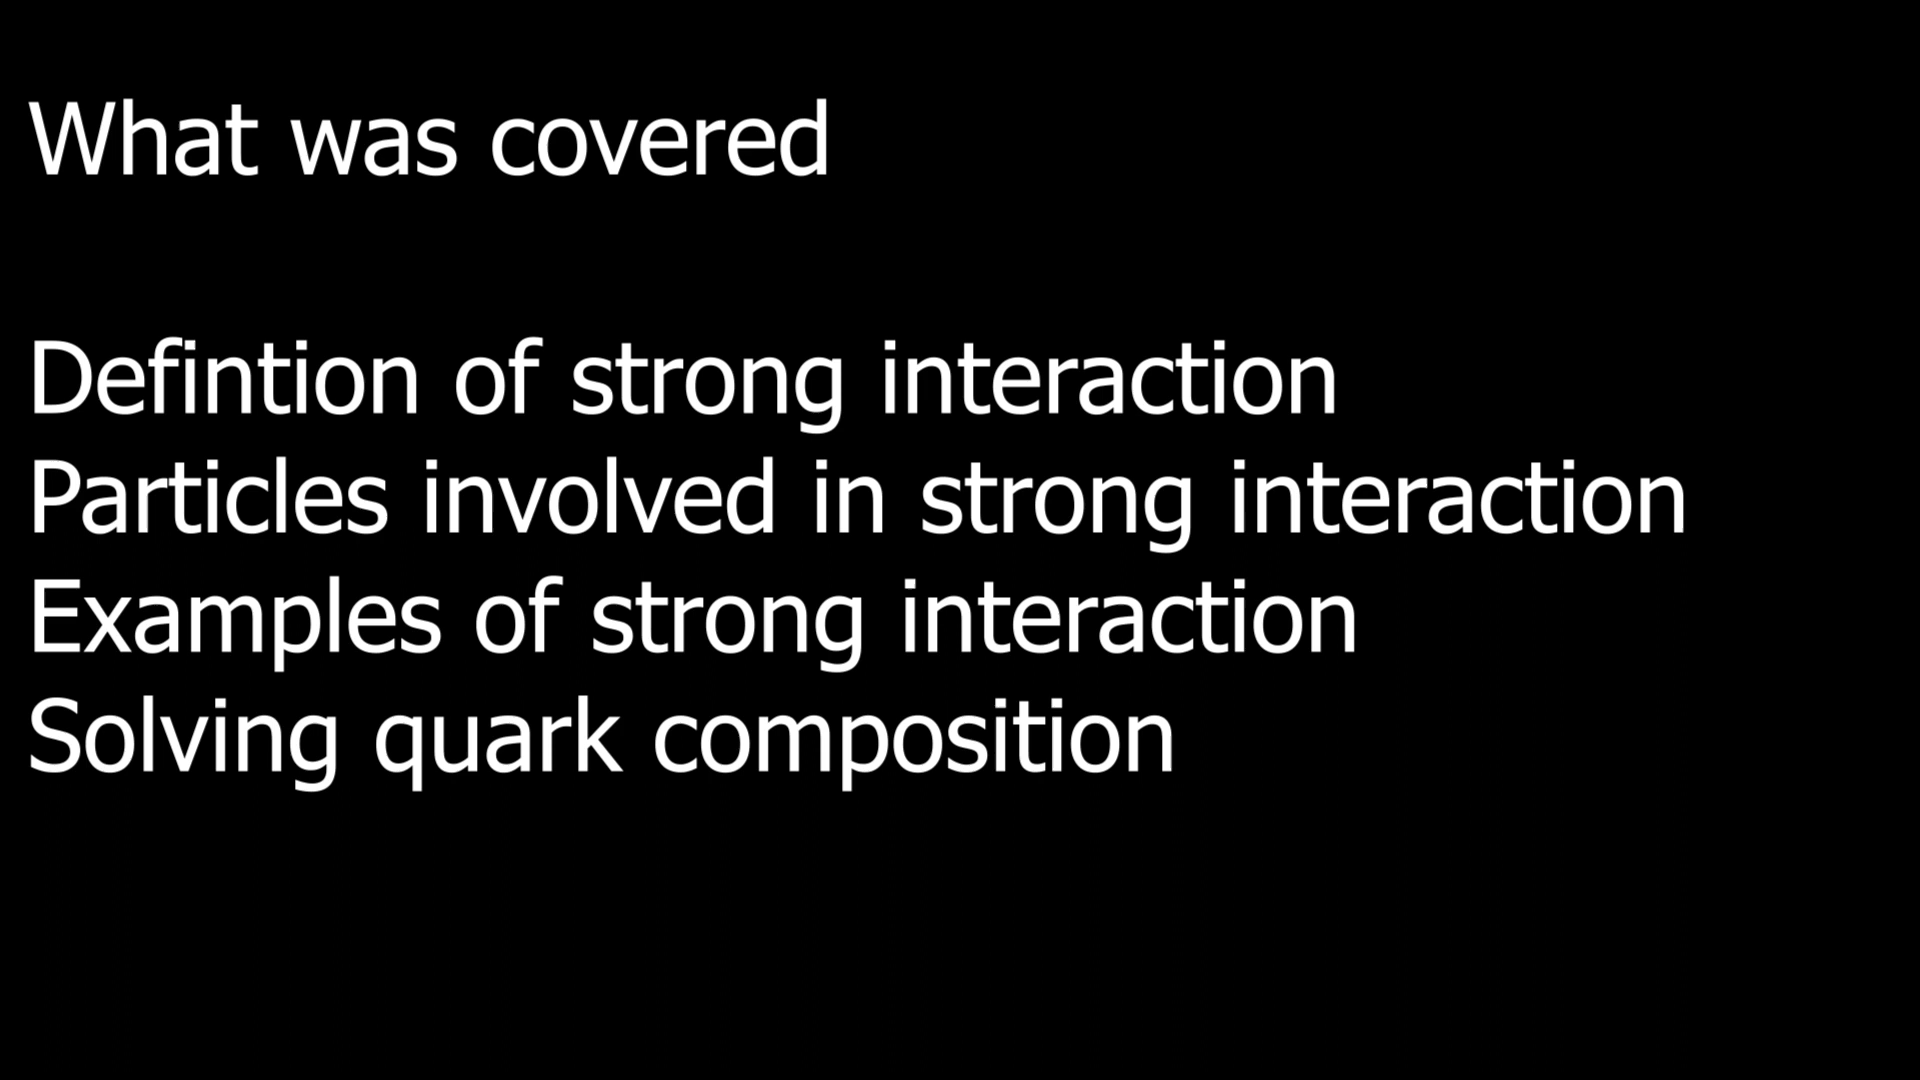 What was covered
Defintion of strong interaction
Particles involved in strong interaction
Examples of strong interaction
Solving quark composition